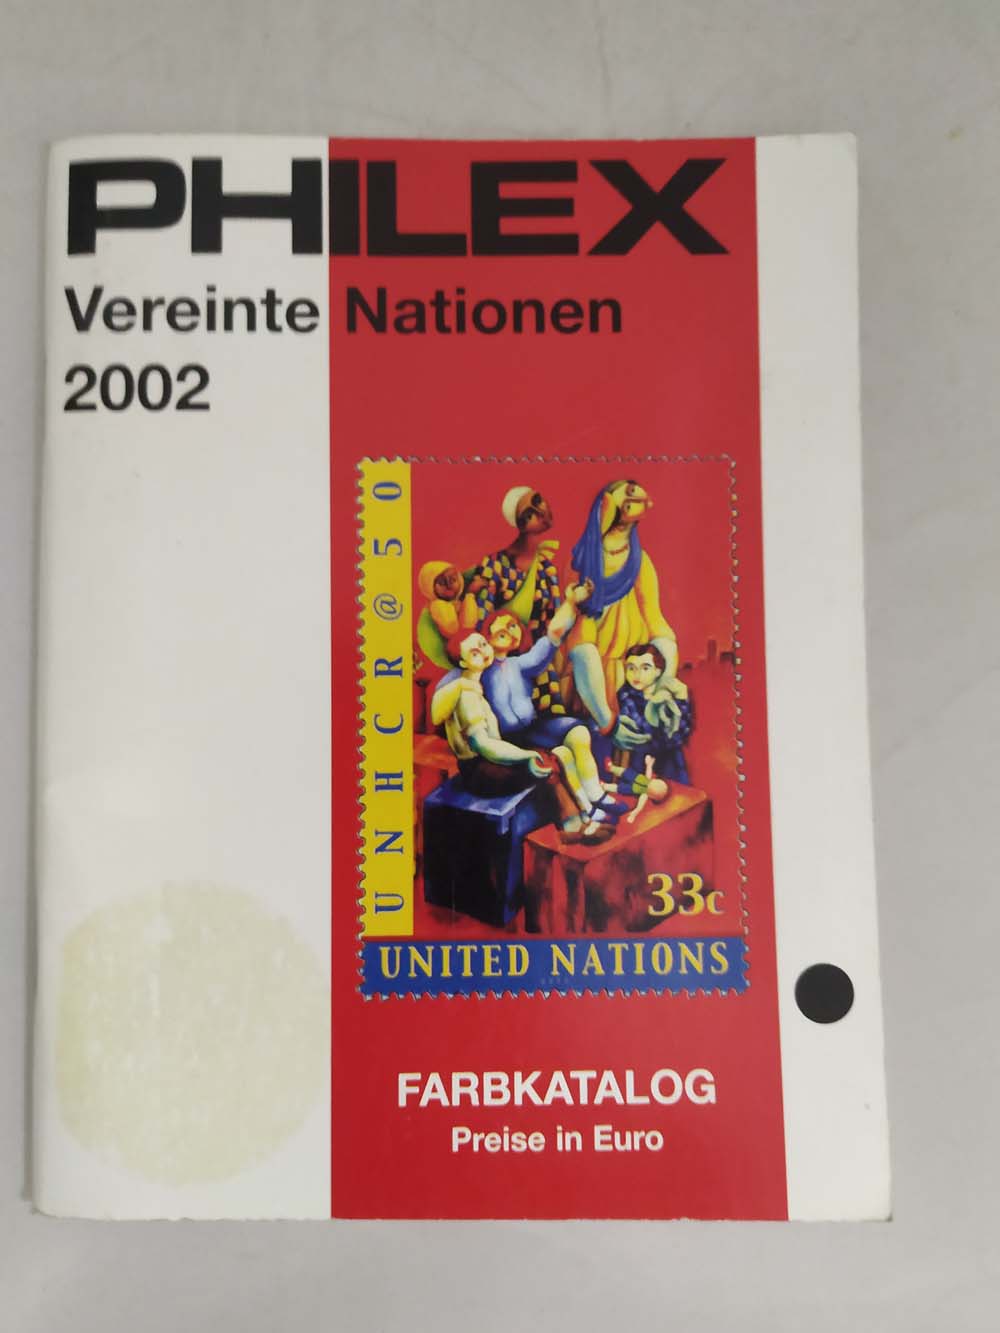 PHILEX
Vereinte Nationen
2002
UNHCR@50
33c
UNITED NATIONS
FARBKATALOG
Preise in Euro